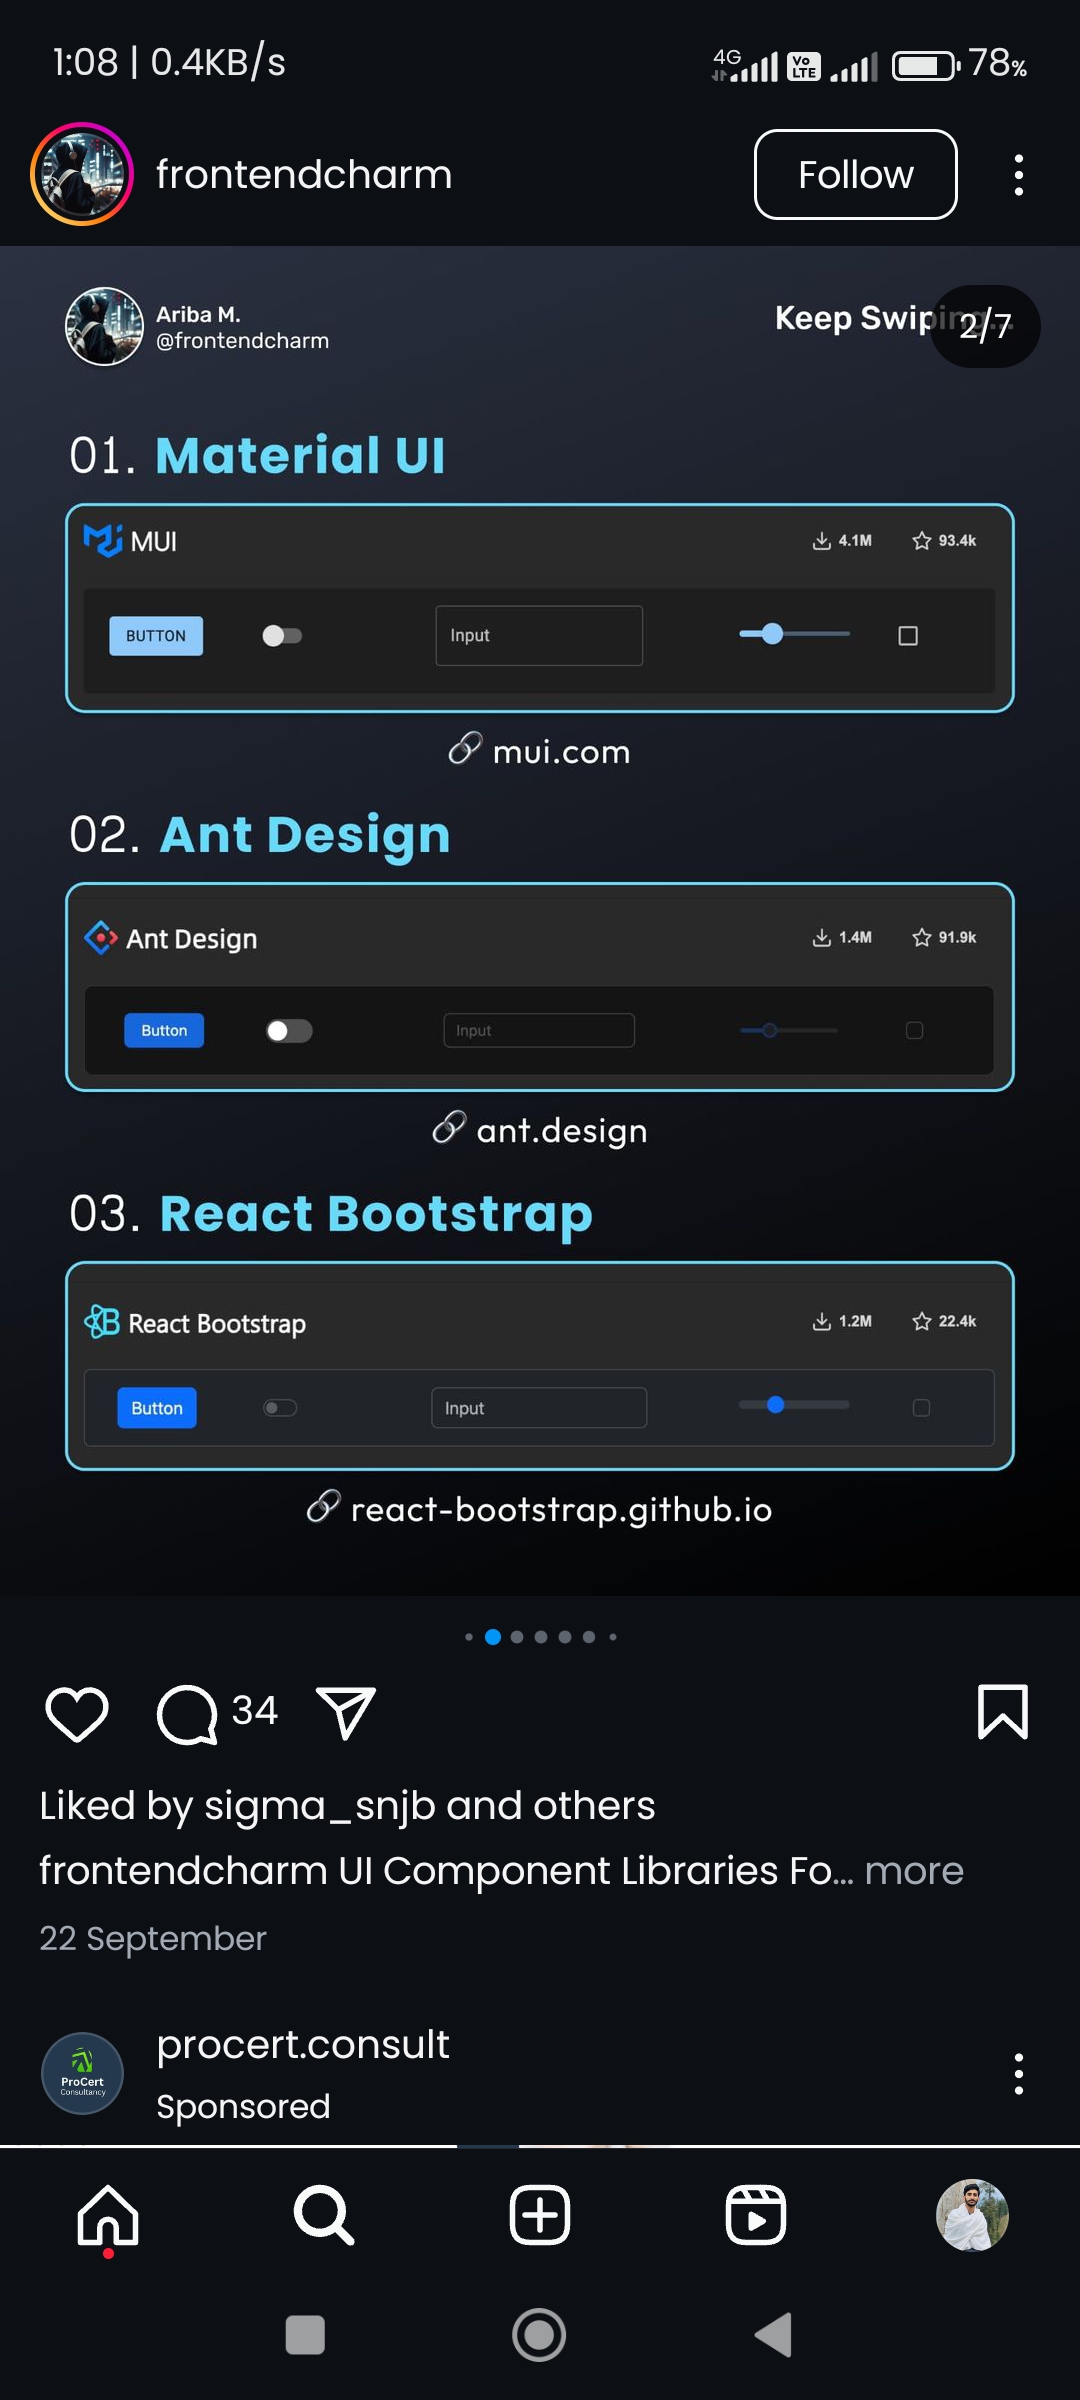 1:08 | 0.4KB/s 4G Vo LTE 78%
frontendcharm Follow
Ariba M.
@frontendcharm
Keep Swiping... 2/7
01. Material UI
MUI 4.1M 93.4k
BUTTON Input
mui.com
02. Ant Design
Ant Design 1.4M 91.9k
Button Input
ant.design
03. React Bootstrap
React Bootstrap 1.2M 22.4k
Button Input
react-bootstrap.github.io
34
Liked by sigma_snjb and others
frontendcharm UI Component Libraries Fo... more
22 September
ProCert
Consultancy
procert.consult
Sponsored